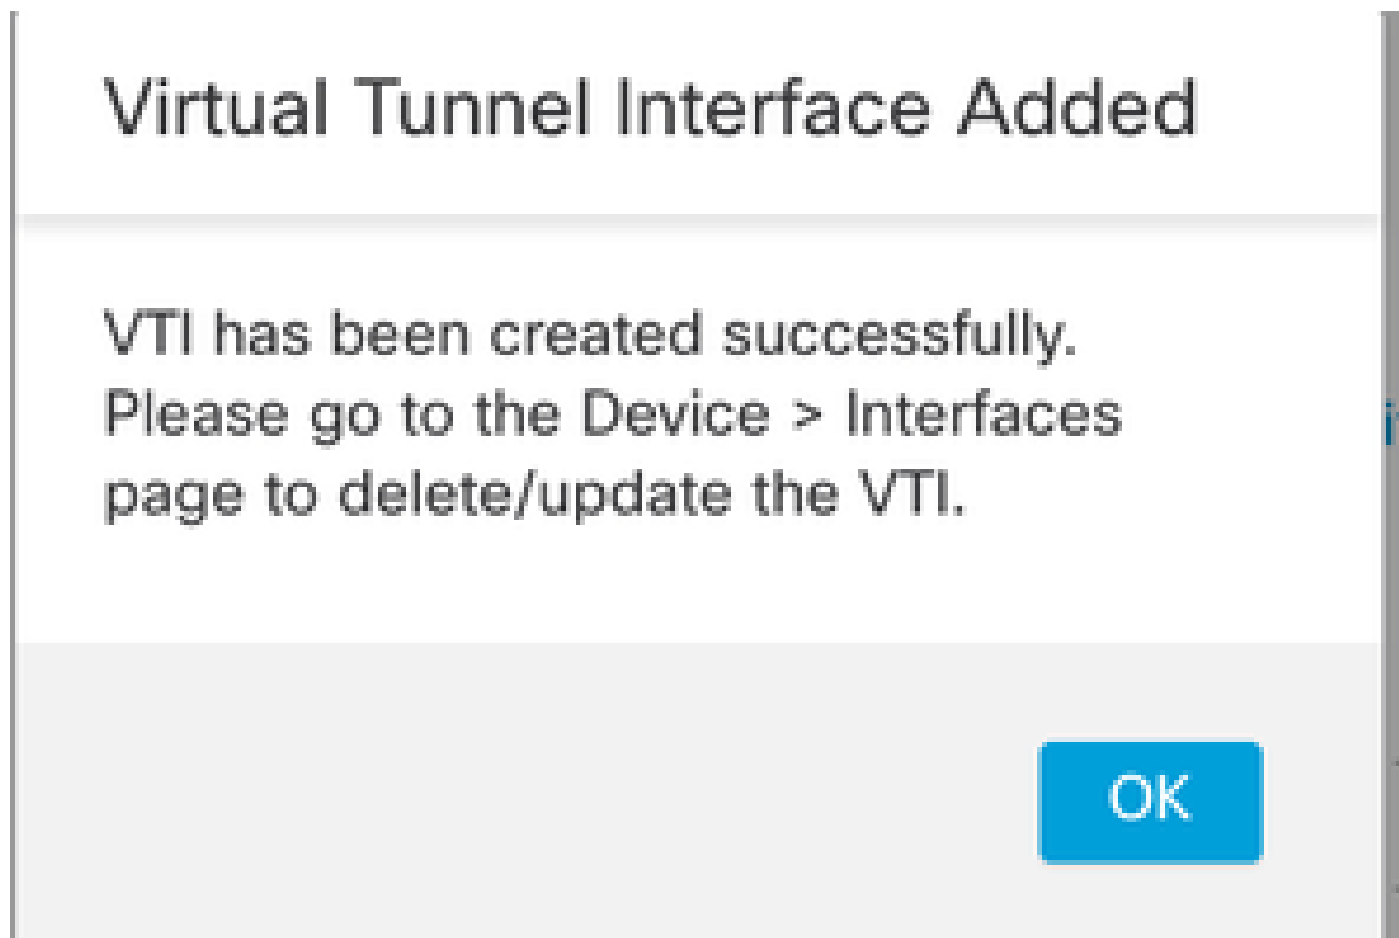 Virtual Tunnel Interface Added
VTI has been created successfully.
Please go to the Device > Interfaces
page to delete/update the VTI.
OK